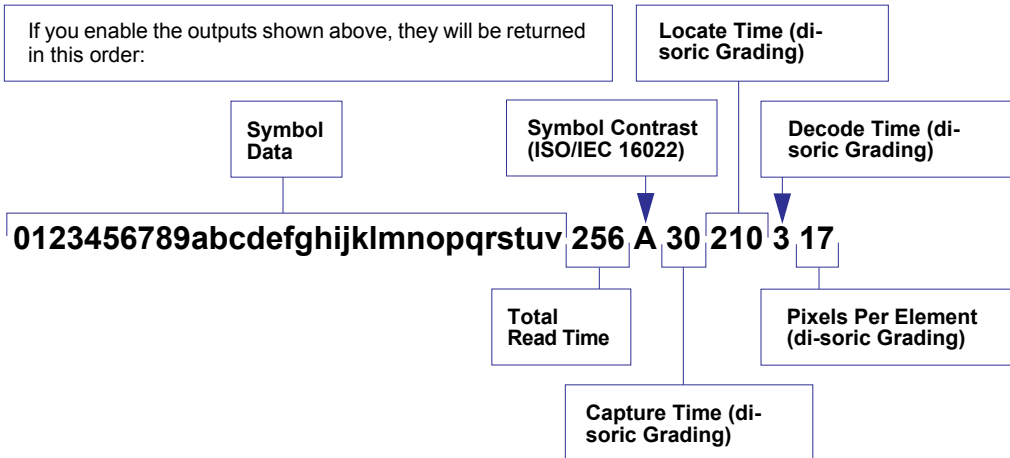 If you enable the outputs shown above, they will be returned
in this order:
Locate Time (di-
soric Grading)
Symbol
Data
Symbol Contrast
(ISO/IEC 16022)
Decode Time (di-
soric Grading)
0123456789abcdefghijklmnopqrstuv 256 A 30 210 3 17
Total
Read Time
Pixels Per Element
(di-soric Grading)
Capture Time (di-
soric Grading)